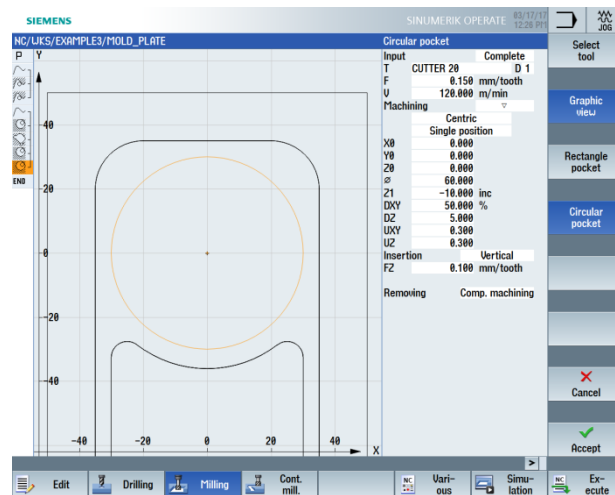 SIEMENS
SINUMERIK OPERATE
03/17/17
12:26 PM
JOG
NC/WKS/EXAMPLE3/MOLD_PLATE
P
END
Y
40
20
0
-20
-40
-40 -20 0 20 40 X
Circular pocket
Input Complete
T CUTTER 20 D 1
F 0.150 mm/tooth
V 120.000 m/min
Machining ▽
Centric
Single position
X0 0.000
Y0 0.000
Z0 0.000
⌀ 60.000
Z1 -10.000 inc
DXY 50.000 %
DZ 5.000
UXY 0.300
UZ 0.300
Insertion Vertical
FZ 0.100 mm/tooth
Removing Comp. machining
Select
tool
Graphic
view
Rectangle
pocket
Circular
pocket
Cancel
Accept
>
Edit
Drilling
Milling
Cont.
mill.
NC
Vari-
ous
Simu-
lation
NC
Ex-
ecute